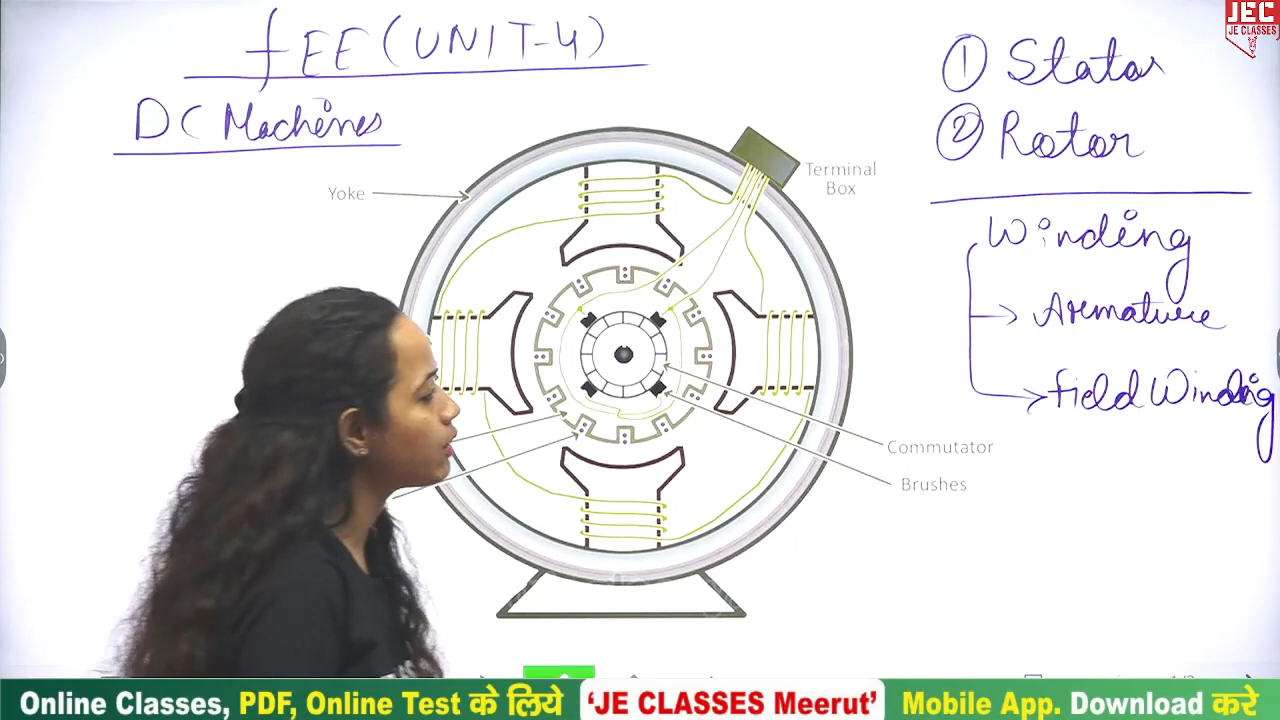 fEE (UNIT-4)
DC Machines
JEC
JE CLASSES
① Stator
② Rotor
Yoke
Terminal
Box
Winding
→ Aremature
→ field Winding
Commutator
Brushes
Online Classes, PDF, Online Test के लिये 'JE CLASSES Meerut' Mobile App. Download करे